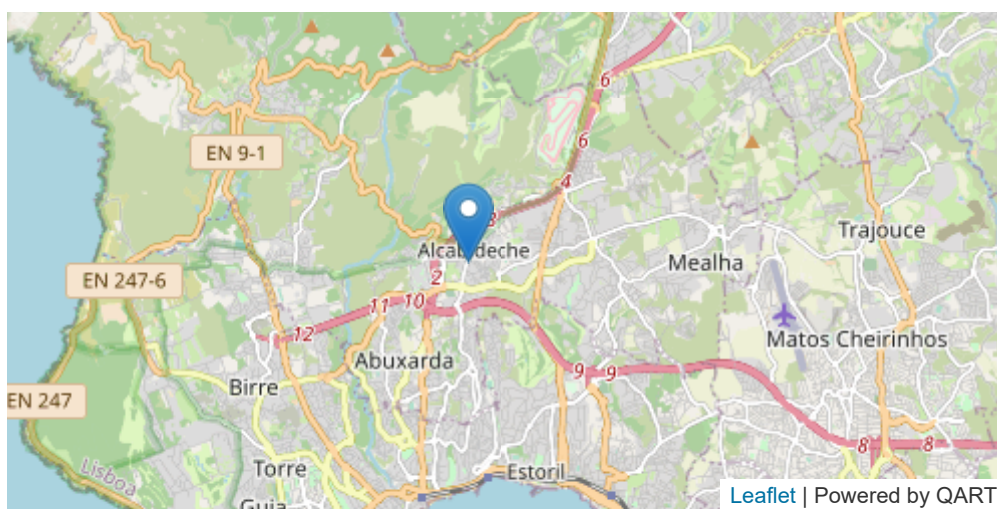 6
EN 9-1
6
4
3
Alcabideche
Trajouce
Mealha
2
EN 247-6
11
10
12
Matos Cheirinhos
Abuxarda
9
9
Birre
EN 247
8
8
Lisboa
Torre
Estoril
Guia
Leaflet | Powered by QART